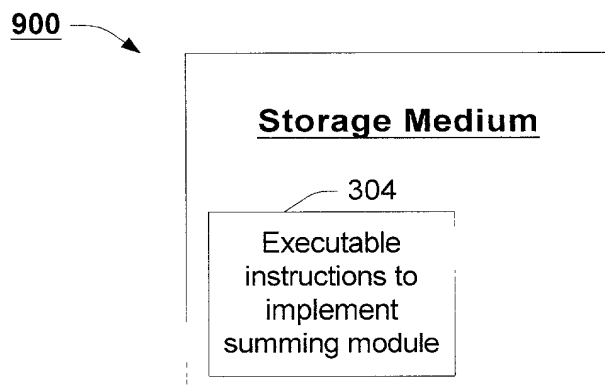 900
Storage Medium
304
Executable
instructions to
implement
summing module